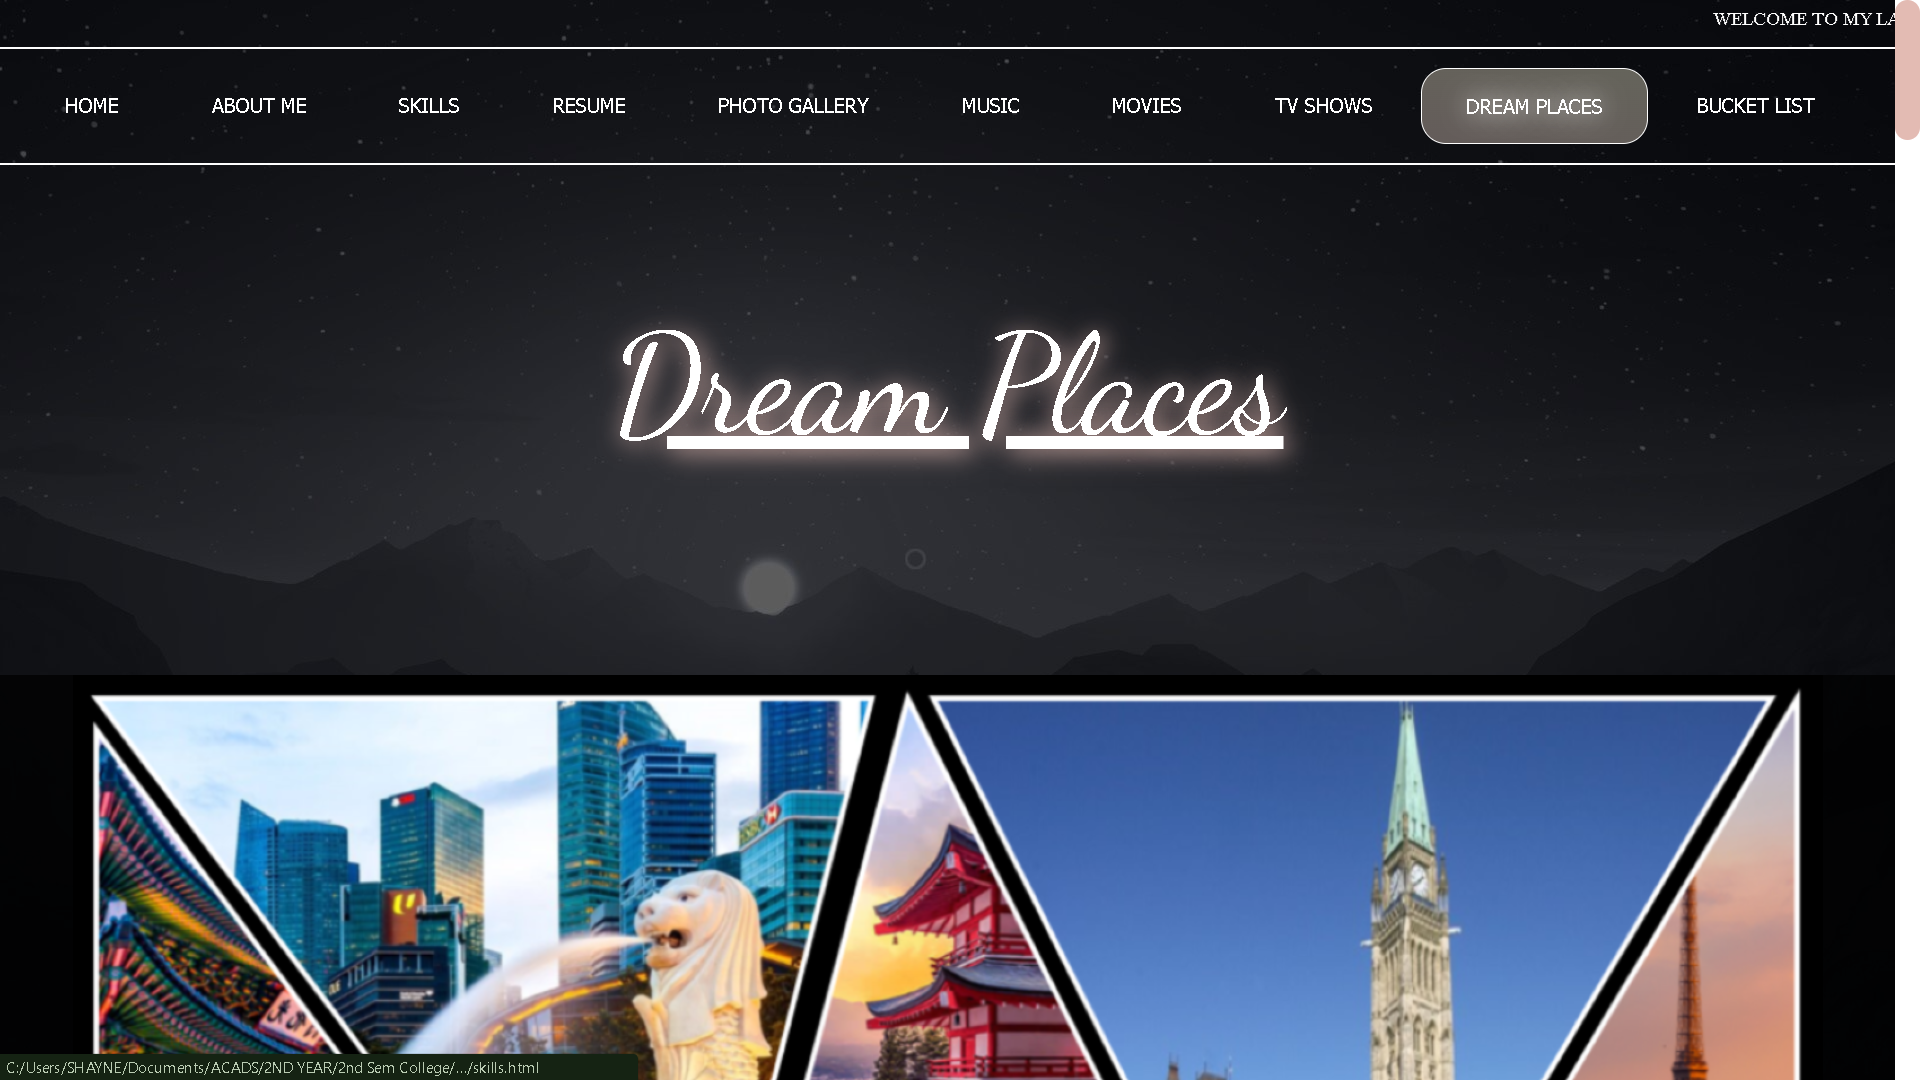 WELCOME TO MY LA
HOME ABOUT ME SKILLS RESUME PHOTO GALLERY MUSIC MOVIES TV SHOWS DREAM PLACES BUCKET LIST
Dream Places
C:/Users/SHAYNE/Documents/ACADS/2ND YEAR/2nd Sem College/.../skills.html